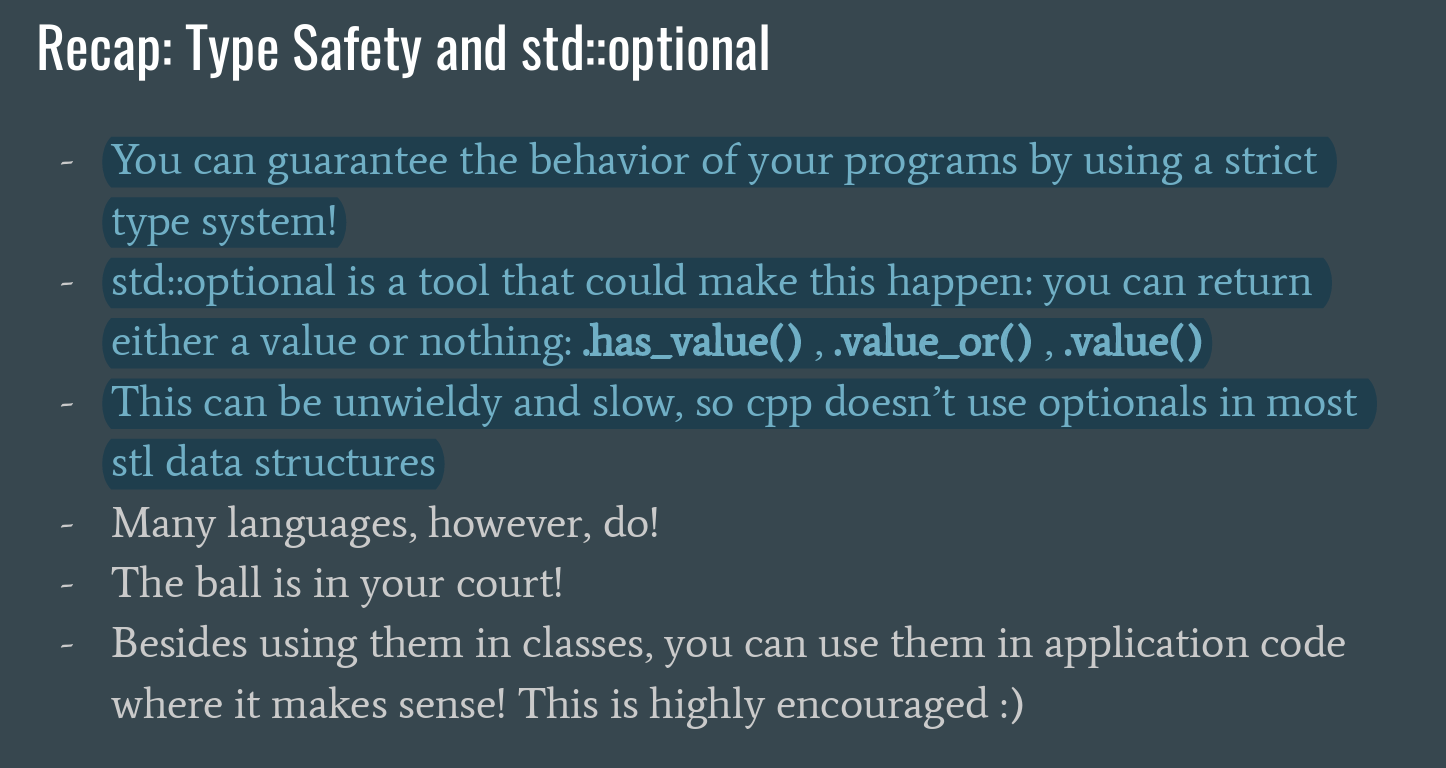 Recap: Type Safety and std::optional
- You can guarantee the behavior of your programs by using a strict
type system!
- std::optional is a tool that could make this happen: you can return
either a value or nothing: .has_value() , .value_or() , .value()
- This can be unwieldy and slow, so cpp doesn’t use optionals in most
stl data structures
- Many languages, however, do!
- The ball is in your court!
- Besides using them in classes, you can use them in application code
where it makes sense! This is highly encouraged :)